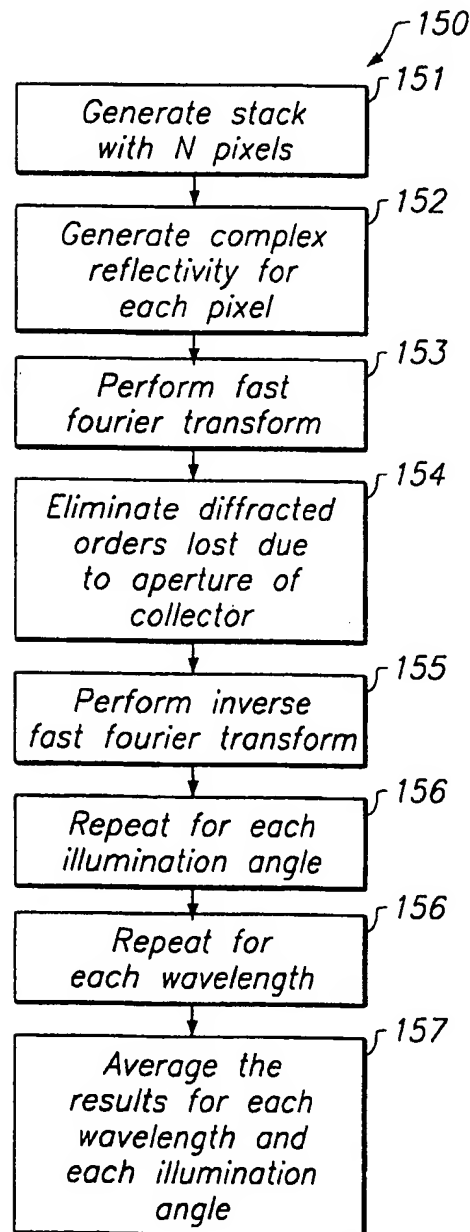 150
151
Generate stack
with N pixels
152
Generate complex
reflectivity for
each pixel
153
Perform fast
fourier transform
154
Eliminate diffracted
orders lost due
to aperture of
collector
155
Perform inverse
fast fourier transform
156
Repeat for each
illumination angle
156
Repeat for
each wavelength
157
Average the
results for each
wavelength and
each illumination
angle